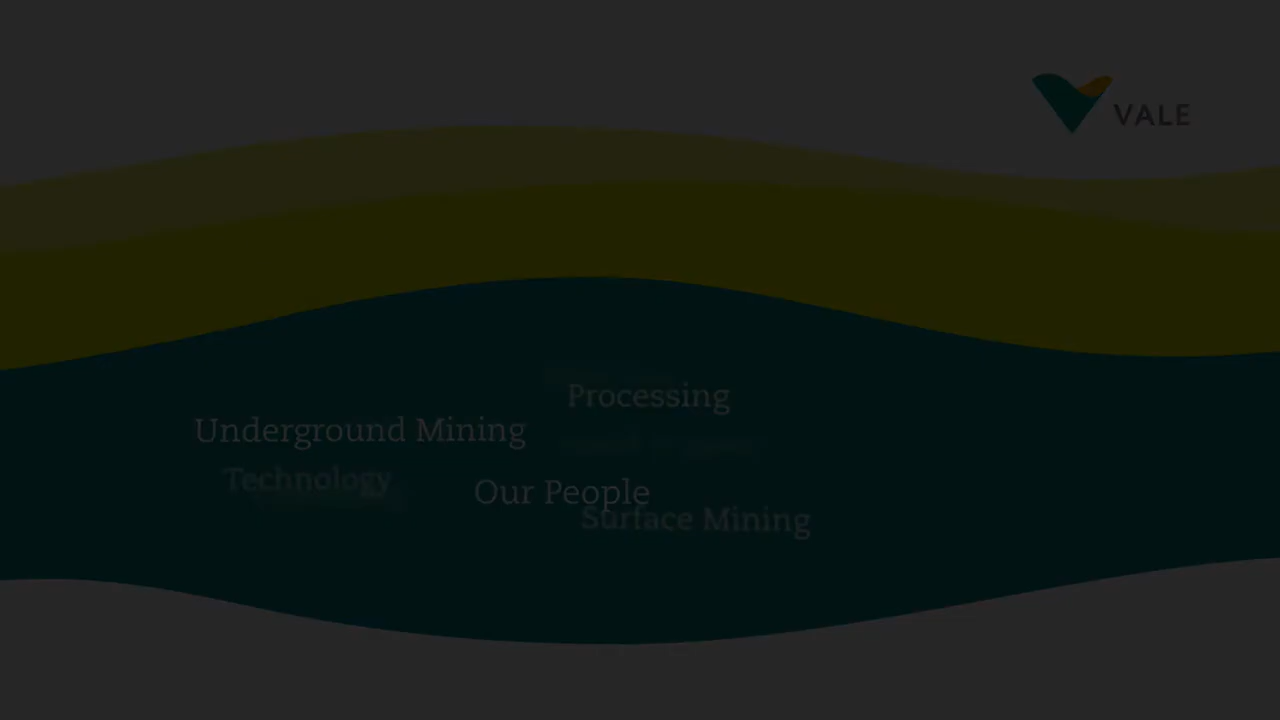 VALE
Processing
Underground Mining
Technology
Our People
Surface Mining